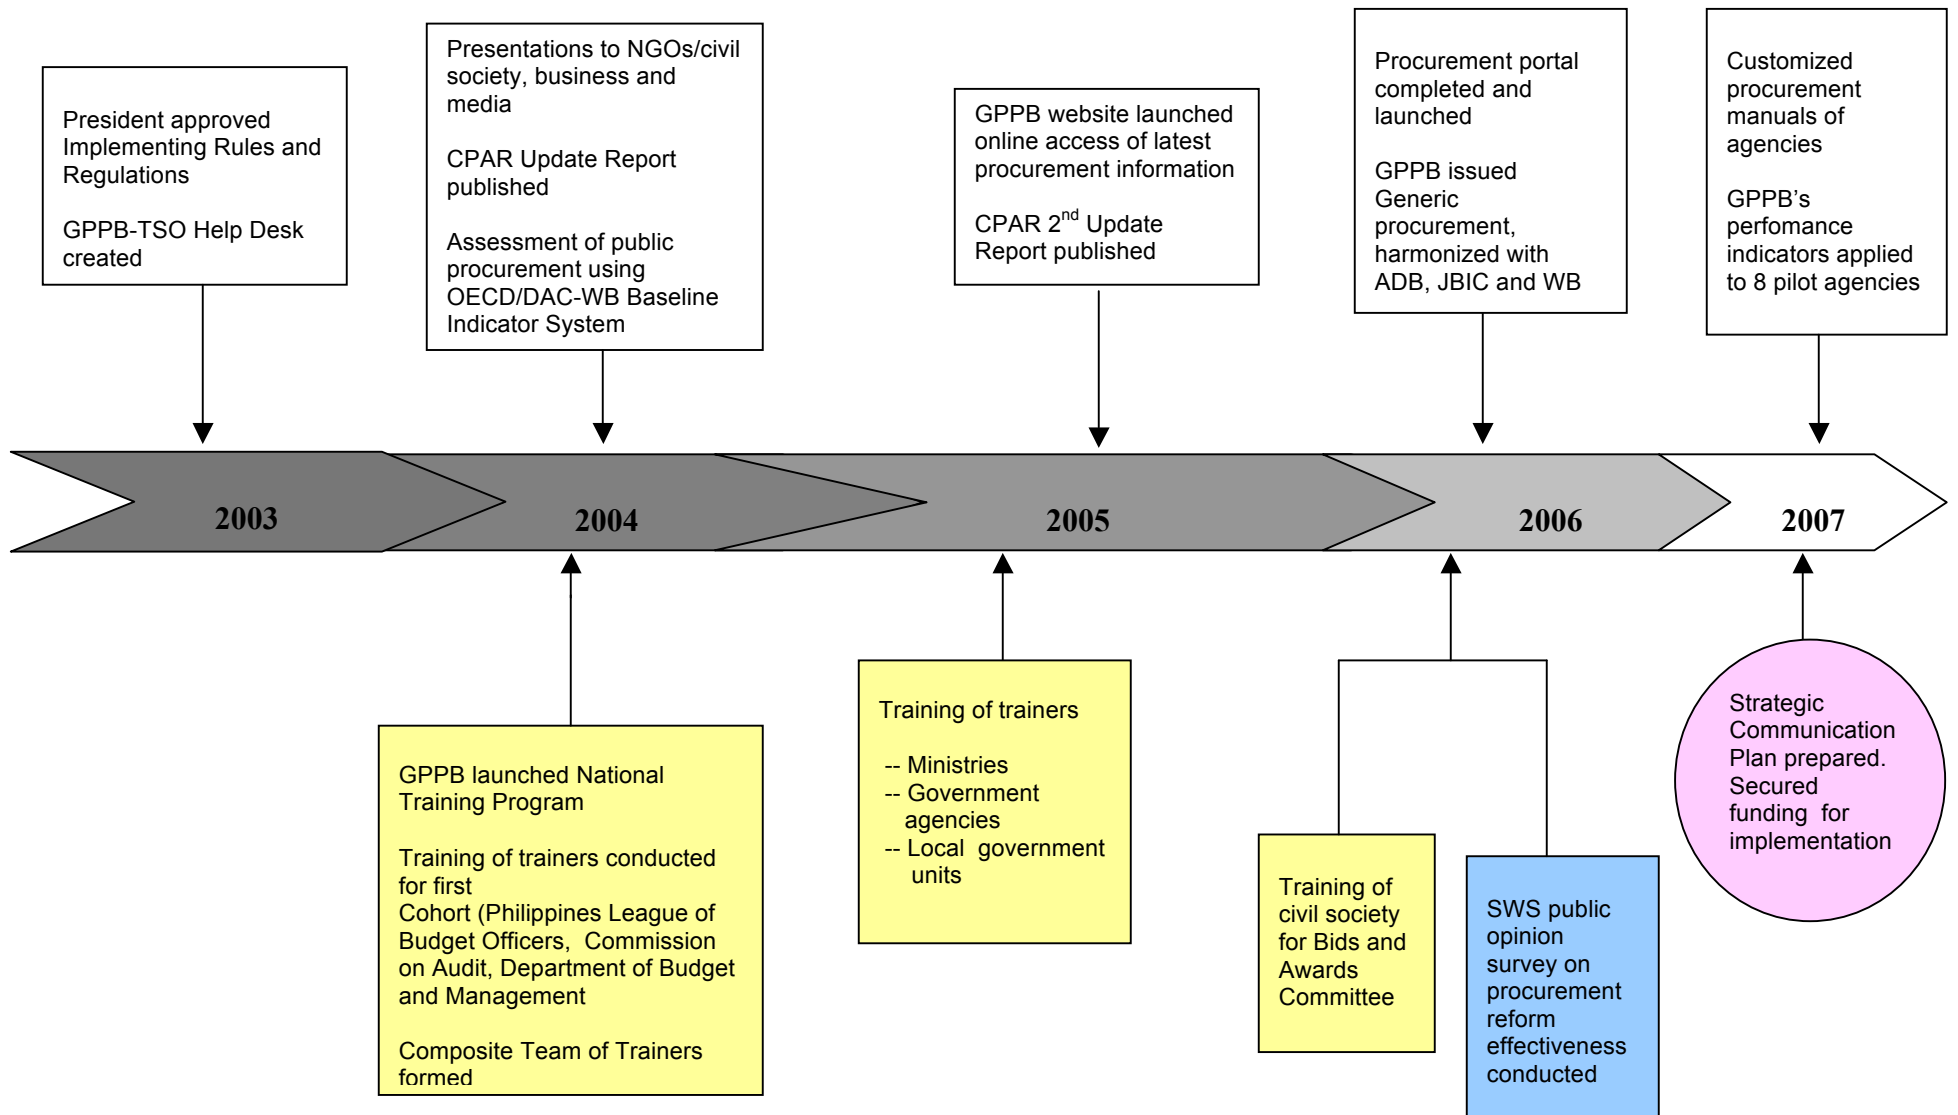 President approved
Implementing Rules and
Regulations
GPPB-TSO Help Desk
created
Presentations to NGOs/civil
society, business and
media
CPAR Update Report
published
Assessment of public
procurement using
OECD/DAC-WB Baseline
Indicator System
GPPB website launched
online access of latest
procurement information
CPAR 2nd Update
Report published
Procurement portal
completed and
launched
GPPB issued
Generic
procurement,
harmonized with
ADB, JBIC and WB
Customized
procurement
manuals of
agencies
GPPB's
perfomance
indicators applied
to 8 pilot agencies
2003
2004
2005
2006
2007
GPPB launched National
Training Program
Training of trainers conducted
for first
Cohort (Philippines League of
Budget Officers, Commission
on Audit, Department of Budget
and Management
Composite Team of Trainers
formed
Training of trainers
-- Ministries
-- Government
agencies
-- Local government
units
Training of
civil society
for Bids and
Awards
Committee
SWS public
opinion
survey on
procurement
reform
effectiveness
conducted
Strategic
Communication
Plan prepared.
Secured
funding for
implementation